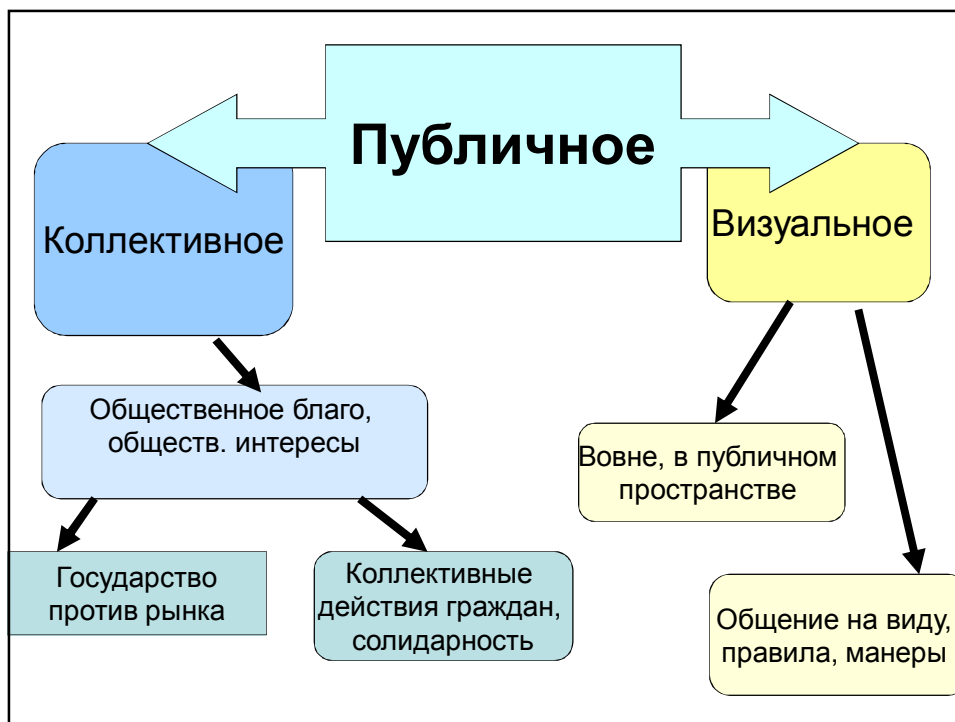 Публичное
Коллективное
Визуальное
Общественное благо,
обществ. интересы
Вовне, в публичном
пространстве
Государство
против рынка
Коллективные
действия граждан,
солидарность
Общение на виду,
правила, манеры